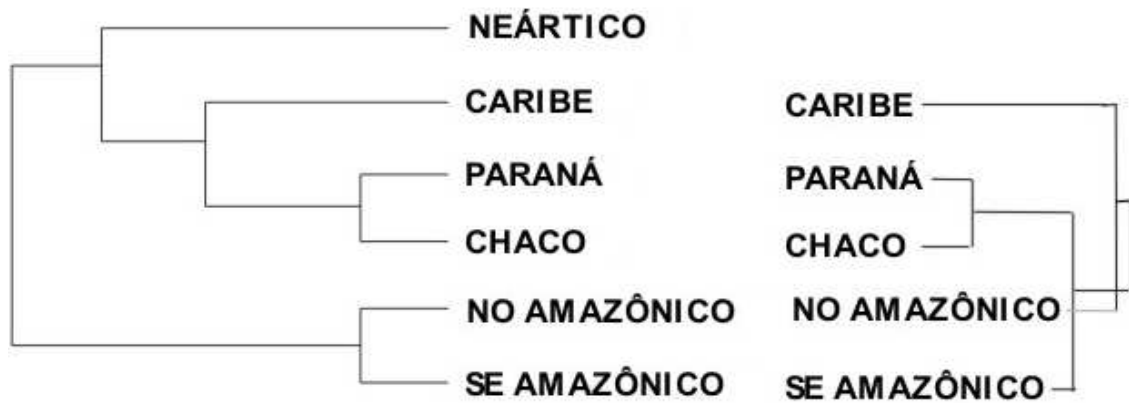 NEÁRTICO
CARIBE CARIBE
PARANÁ PARANÁ
CHACO CHACO
NO AMAZÔNICO NO AMAZÔNICO
SE AMAZÔNICO SE AMAZÔNICO